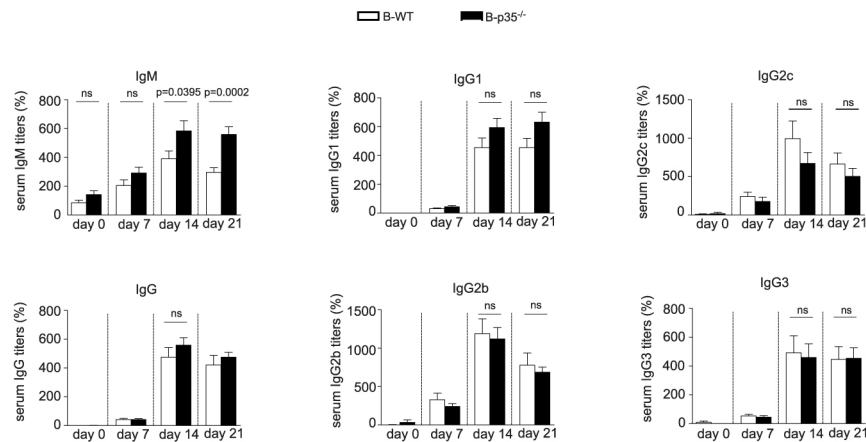 B-WT B-p35-/-
IgM
serum IgM titers (%)
800
600
400
200
0
ns ns p=0.0395 p=0.0002
day 0 day 7 day 14 day 21
IgG1
serum IgG1 titers (%)
800
600
400
200
0
ns ns
day 0 day 7 day 14 day 21
IgG2c
serum IgG2c titers (%)
1500
1000
500
0
ns ns
day 0 day 7 day 14 day 21
IgG
serum IgG titers (%)
800
600
400
200
0
ns
day 0 day 7 day 14 day 21
IgG2b
serum IgG2b titers (%)
1500
1000
500
0
ns ns
day 0 day 7 day 14 day 21
IgG3
serum IgG3 titers (%)
800
600
400
200
0
ns ns
day 0 day 7 day 14 day 21